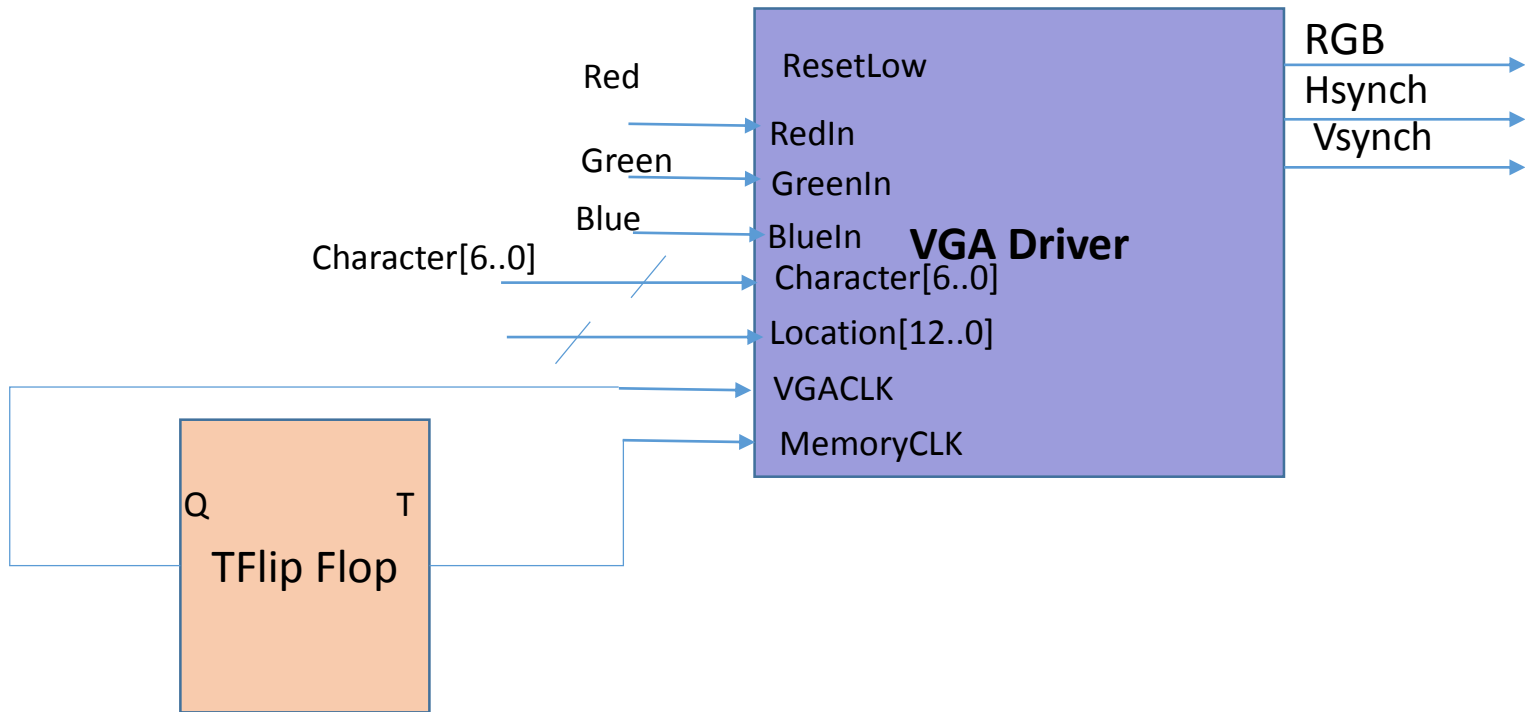 Red
Green
Blue
Character[6..0]
ResetLow
RedIn
GreenIn
BlueIn
VGA Driver
Character[6..0]
Location[12..0]
VGACLK
MemoryCLK
RGB
Hsynch
Vsynch
Q
T
TFlip Flop